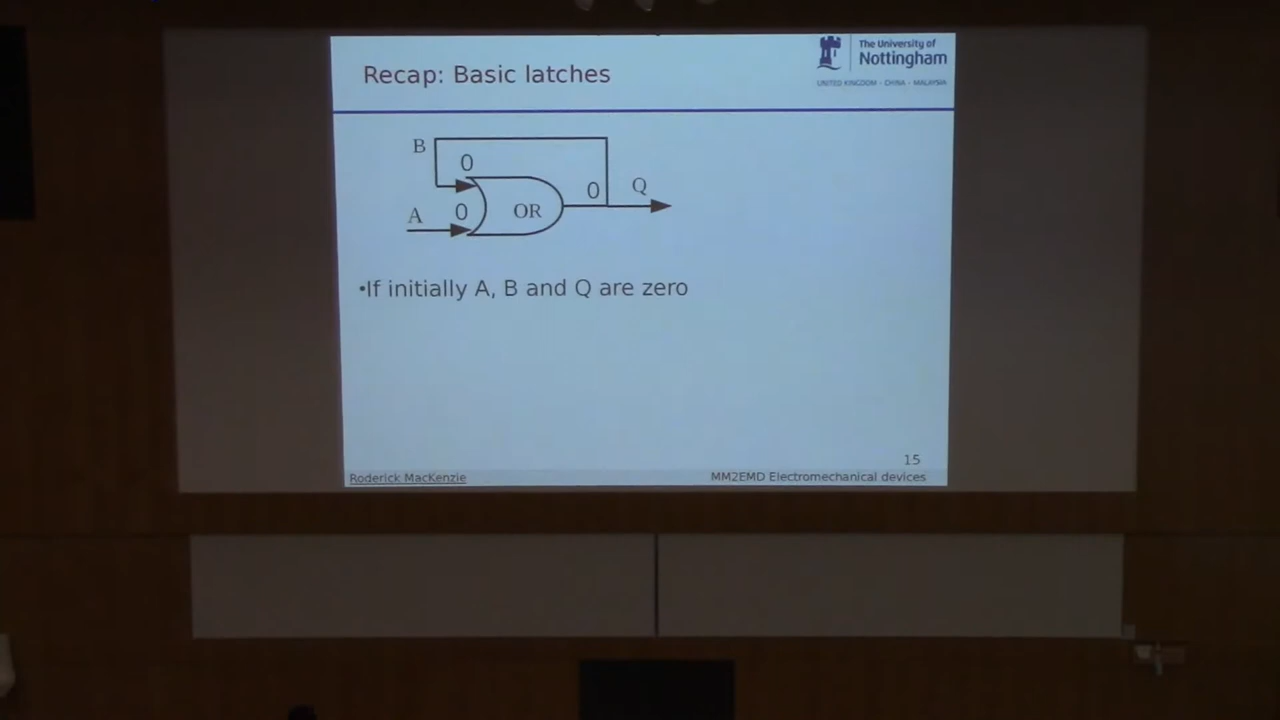 Recap: Basic latches
The University of
Nottingham
UNITED KINGDOM · CHINA · MALAYSIA
B
0
0
Q
A
0
OR
•If initially A, B and Q are zero
15
Roderick MacKenzie
MM2EMD Electromechanical devices